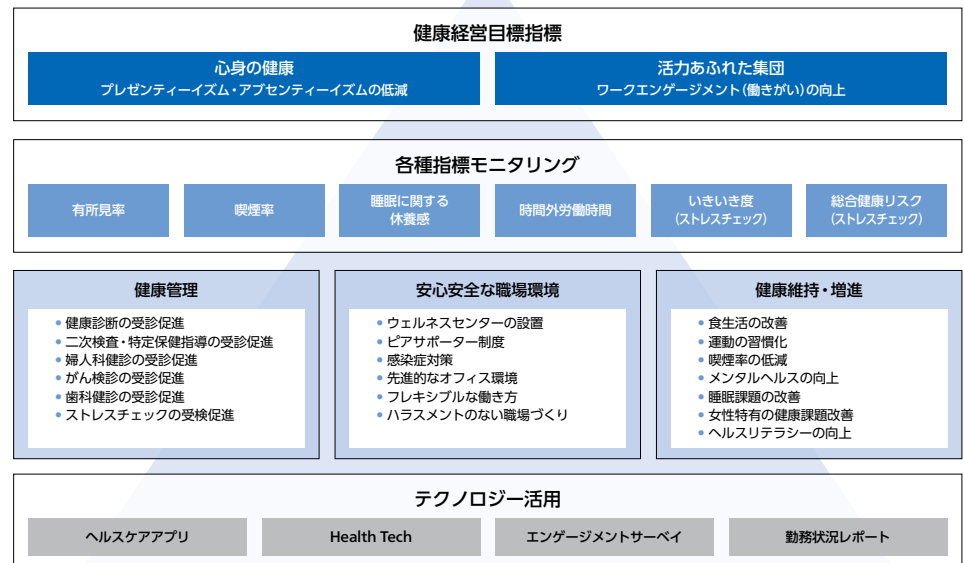 健康経営目標指標
心身の健康
プレゼンティーイズム・アブセンティーイズムの低減
活力あふれた集団
ワークエンゲージメント(働きがい)の向上
各種指標モニタリング
有所見率
喫煙率
睡眠に関する
休養感
時間外労働時間
いきいき度
(ストレスチェック)
総合健康リスク
(ストレスチェック)
健康管理
• 健康診断の受診促進
• 二次検査・特定保健指導の受診促進
• 婦人科健診の受診促進
• がん検診の受診促進
• 歯科健診の受診促進
• ストレスチェックの受検促進
安心安全な職場環境
• ウェルネスセンターの設置
• ピアサポーター制度
• 感染症対策
• 先進的なオフィス環境
• フレキシブルな働き方
• ハラスメントのない職場づくり
健康維持・増進
• 食生活の改善
• 運動の習慣化
• 喫煙率の低減
• メンタルヘルスの向上
• 睡眠課題の改善
• 女性特有の健康課題改善
• ヘルスリテラシーの向上
テクノロジー活用
ヘルスケアアプリ
Health Tech
エンゲージメントサーベイ
勤務状況レポート